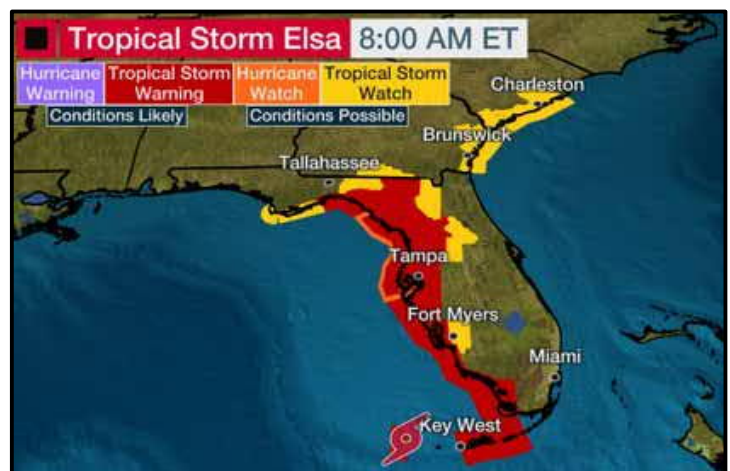 Tropical Storm Elsa 8:00 AM ET
Hurricane Warning
Tropical Storm Warning
Hurricane Watch
Tropical Storm Watch
Conditions Likely
Conditions Possible
Charleston
Brunswick
Tallahassee
Tampa
Fort Myers
Miami
Key West